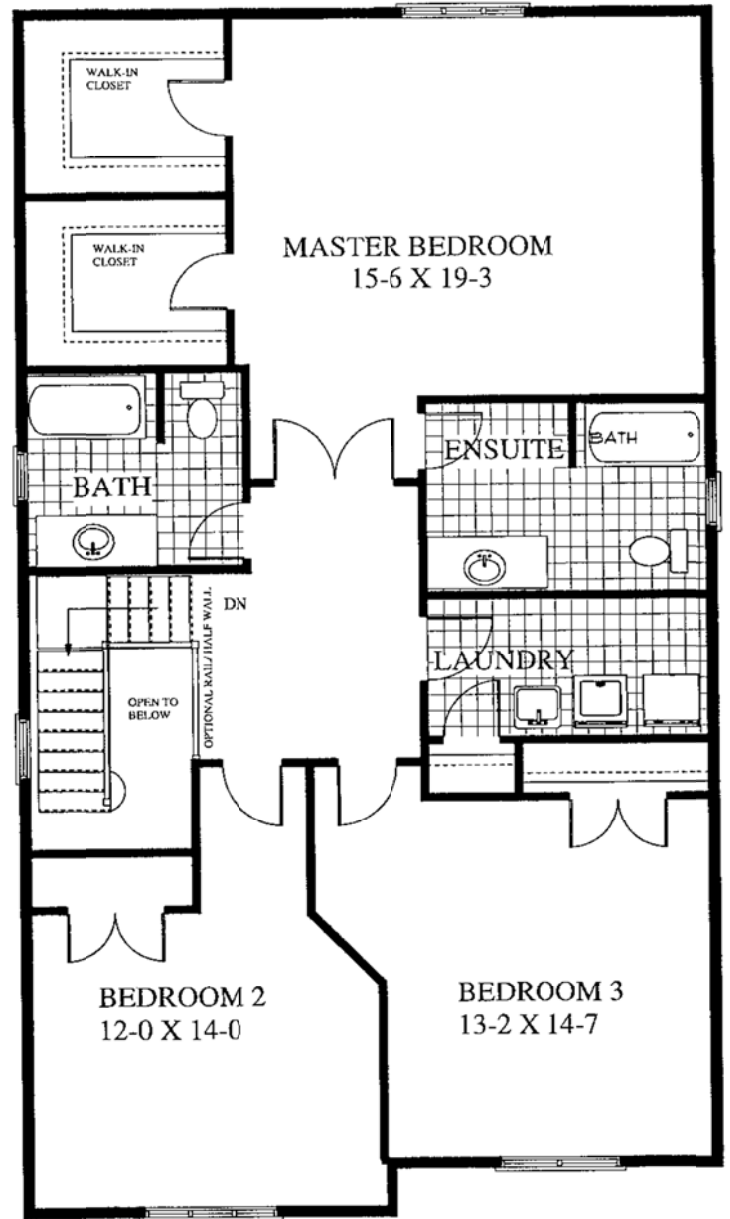 WALK-IN
CLOSET
WALK-IN
CLOSET
MASTER BEDROOM
15-6 X 19-3
ENSUITE
BATH
BATH
DN
OPTIONAL RAIL/ HALF WALL
OPEN TO
BELOW
LAUNDRY
BEDROOM 2
12-0 X 14-0
BEDROOM 3
13-2 X 14-7